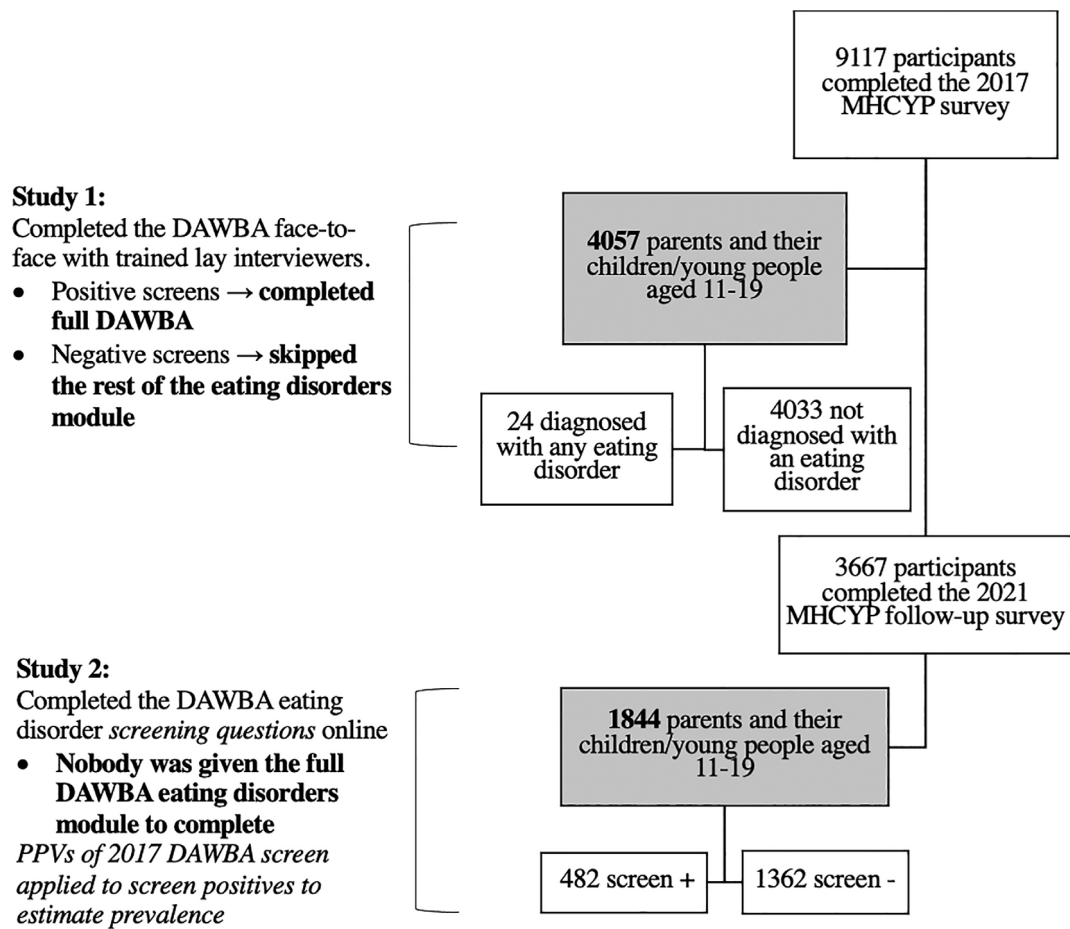 9117 participants
completed the 2017
MHCYP survey
Study 1:
Completed the DAWBA face-to-
face with trained lay interviewers.
• Positive screens → completed
full DAWBA
• Negative screens → skipped
the rest of the eating disorders
module
4057 parents and their
children/young people
aged 11-19
24 diagnosed
with any eating
disorder
4033 not
diagnosed with
an eating
disorder
3667 participants
completed the 2021
MHCYP follow-up survey
Study 2:
Completed the DAWBA eating
disorder screening questions online
• Nobody was given the full
DAWBA eating disorders
module to complete
PPVs of 2017 DAWBA screen
applied to screen positives to
estimate prevalence
1844 parents and their
children/young people aged
11-19
482 screen +
1362 screen -